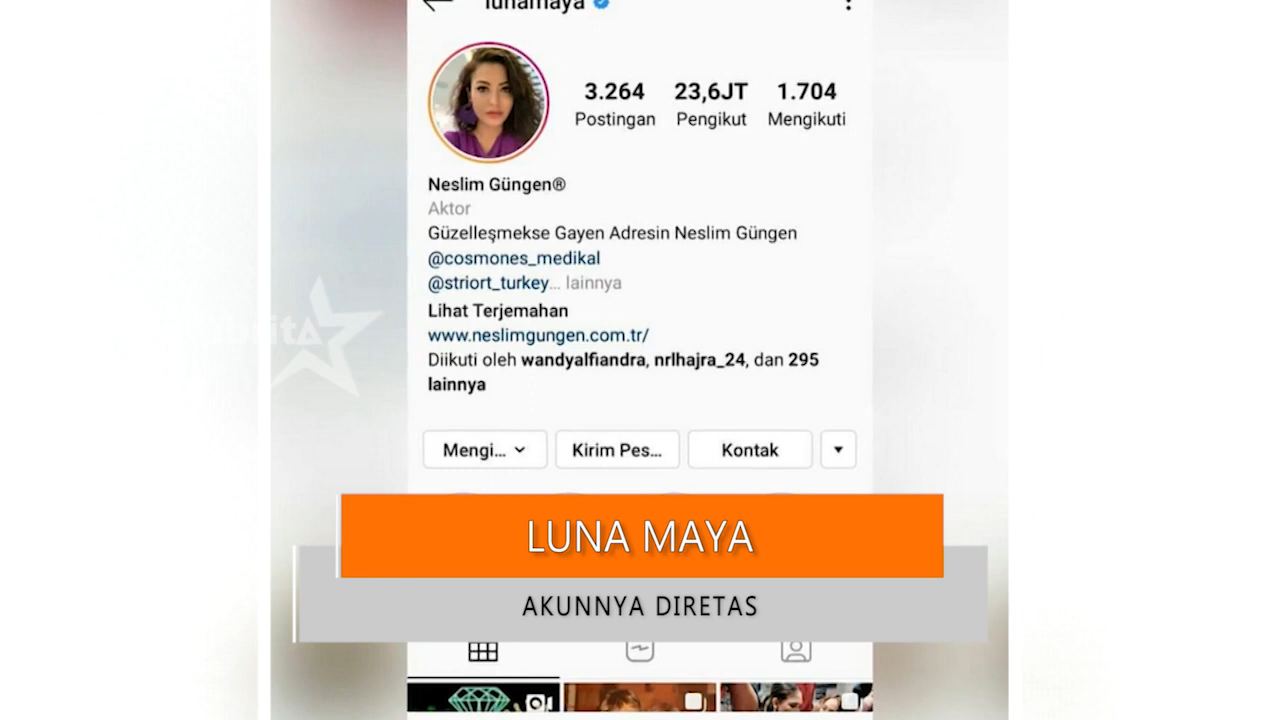 lunamaya
3.264 23,6JT 1.704
Postingan Pengikut Mengikuti
Neslim Güngen®
Aktor
Güzelleşmekse Gayen Adresin Neslim Güngen
@cosmones_medikal
@striort_turkey... lainnya
Lihat Terjemahan
www.neslimgungen.com.tr/
Diikuti oleh wandyalfiandra, nrlhajra_24, dan 295
lainnya
Mengi... Kirim Pes... Kontak
LUNA MAYA
AKUNNYA DIRETAS